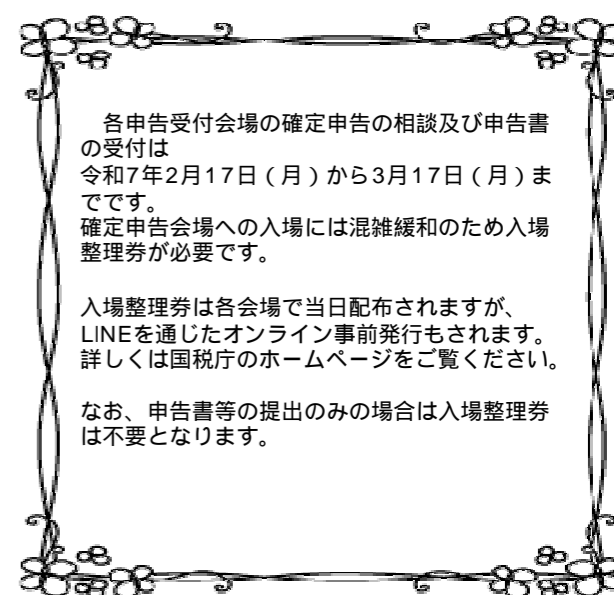 各申告受付会場の確定申告の相談及び申告書
の受付は
令和7年2月17日（月）から3月17日（月）ま
でです。
確定申告会場への入場には混雑緩和のため入場
整理券が必要です。
入場整理券は各会場で当日配布されますが、
LINEを通じたオンライン事前発行もされます。
詳しくは国税庁のホームページをご覧ください。
なお、申告書等の提出のみの場合は入場整理券
は不要となります。